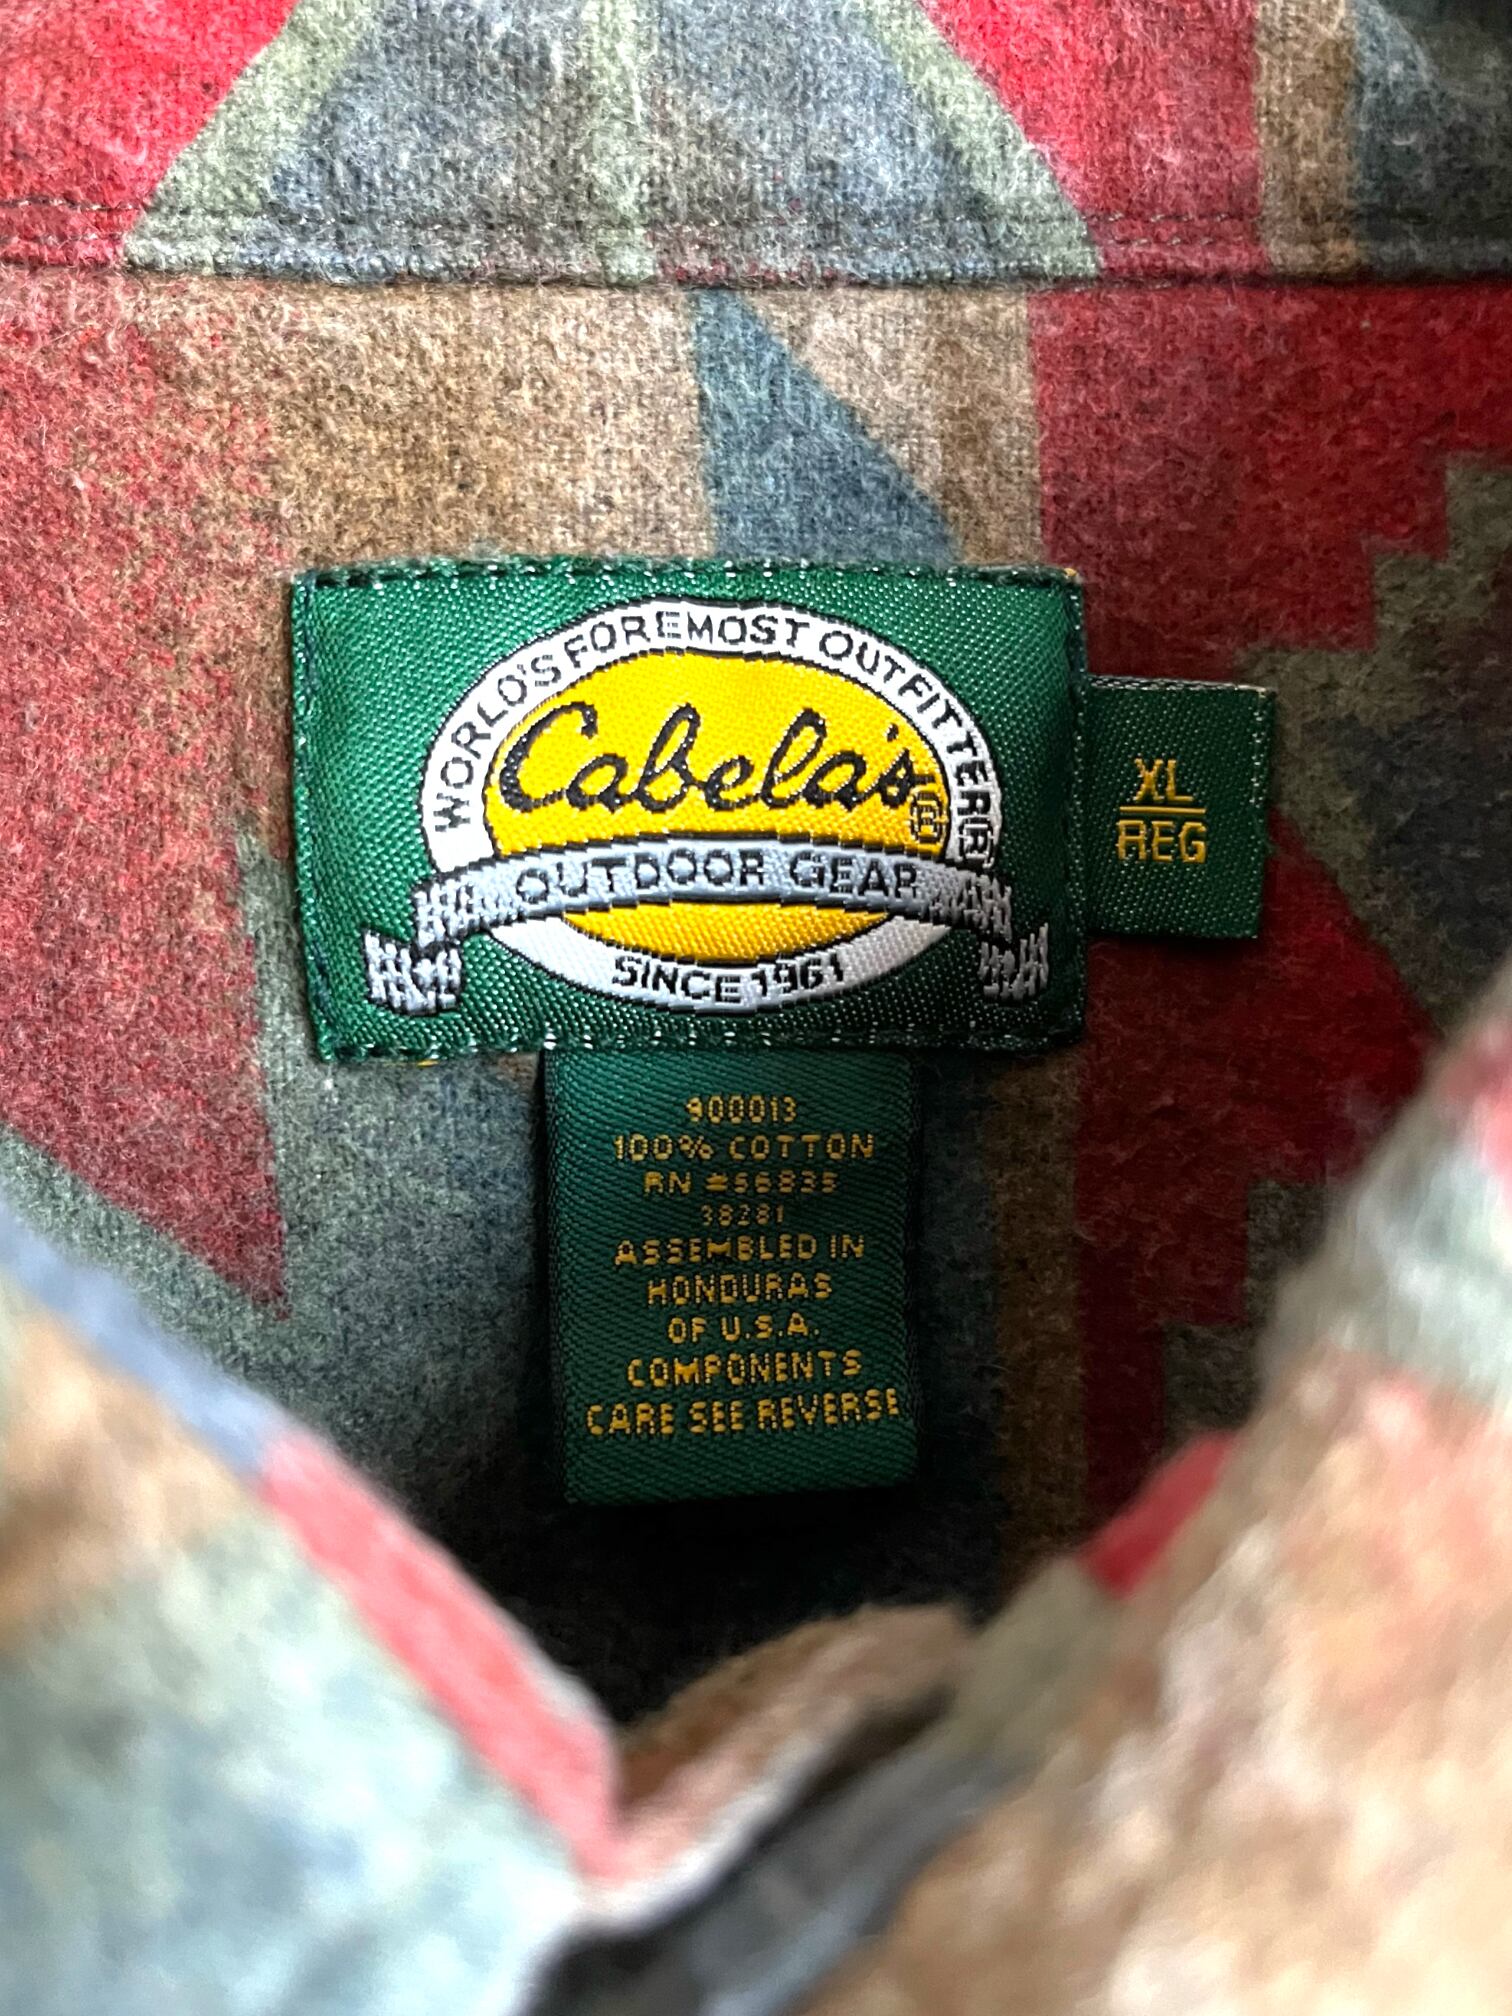 WORLD'S FOREMOST OUTFITTER®
Cabela's®
OUTDOOR GEAR
SINCE 1961
XL
REG
900013
100% COTTON
RN #56835
38281
ASSEMBLED IN
HONDURAS
OF U.S.A.
COMPONENTS
CARE SEE REVERSE